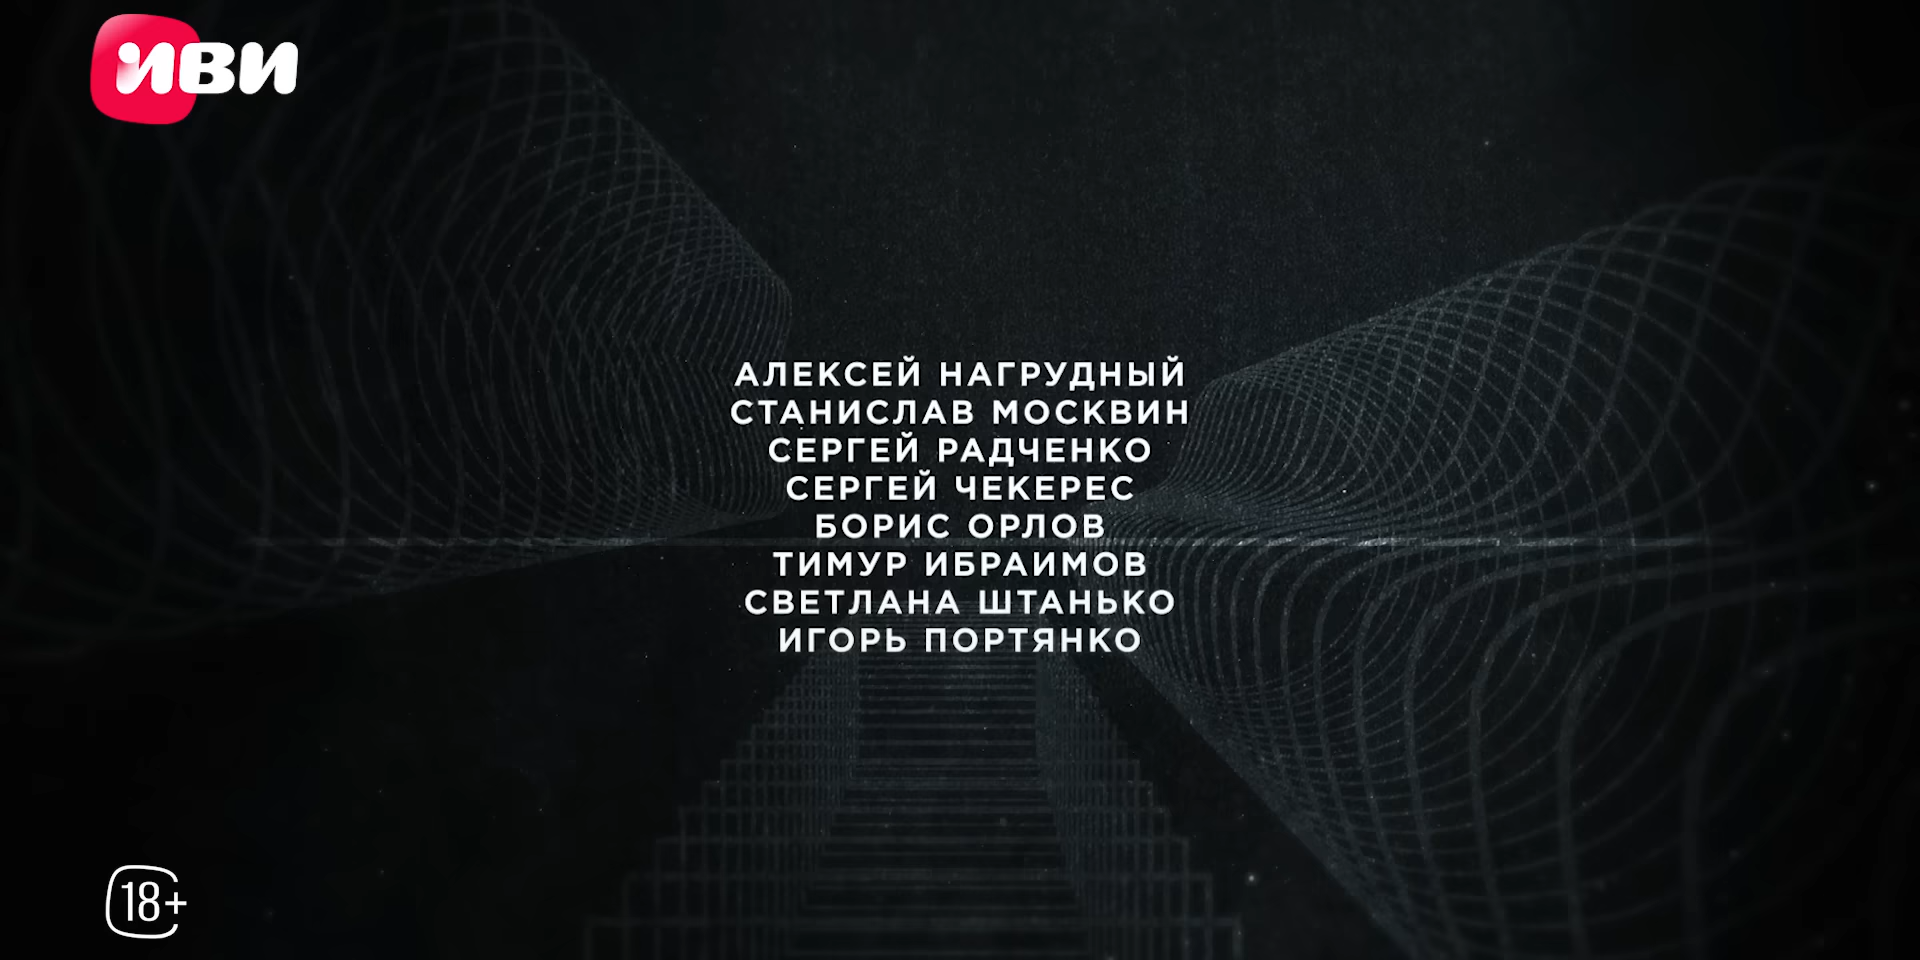 иви
АЛЕКСЕЙ НАГРУДНЫЙ
СТАНИСЛАВ МОСКВИН
СЕРГЕЙ РАДЧЕНКО
СЕРГЕЙ ЧЕКЕРЕС
БОРИС ОРЛОВ
ТИМУР ИБРАИМОВ
СВЕТЛАНА ШТАНЬКО
ИГОРЬ ПОРТЯНКО
18+